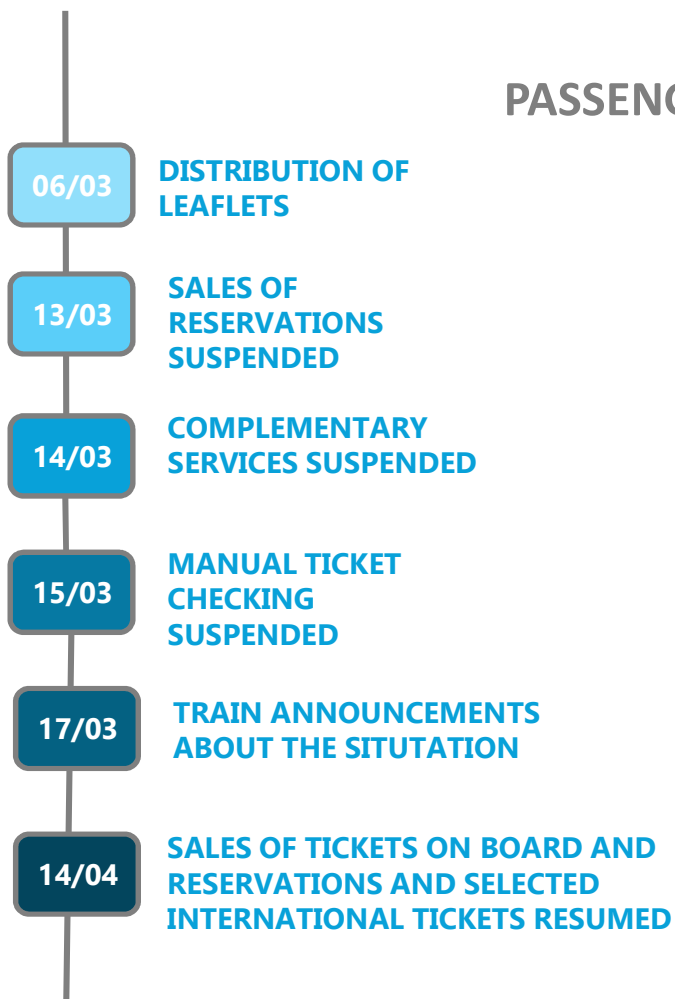 PASSENG
06/03
DISTRIBUTION OF
LEAFLETS
13/03
SALES OF
RESERVATIONS
SUSPENDED
14/03
COMPLEMENTARY
SERVICES SUSPENDED
15/03
MANUAL TICKET
CHECKING
SUSPENDED
17/03
TRAIN ANNOUNCEMENTS
ABOUT THE SITUTATION
14/04
SALES OF TICKETS ON BOARD AND
RESERVATIONS AND SELECTED
INTERNATIONAL TICKETS RESUMED